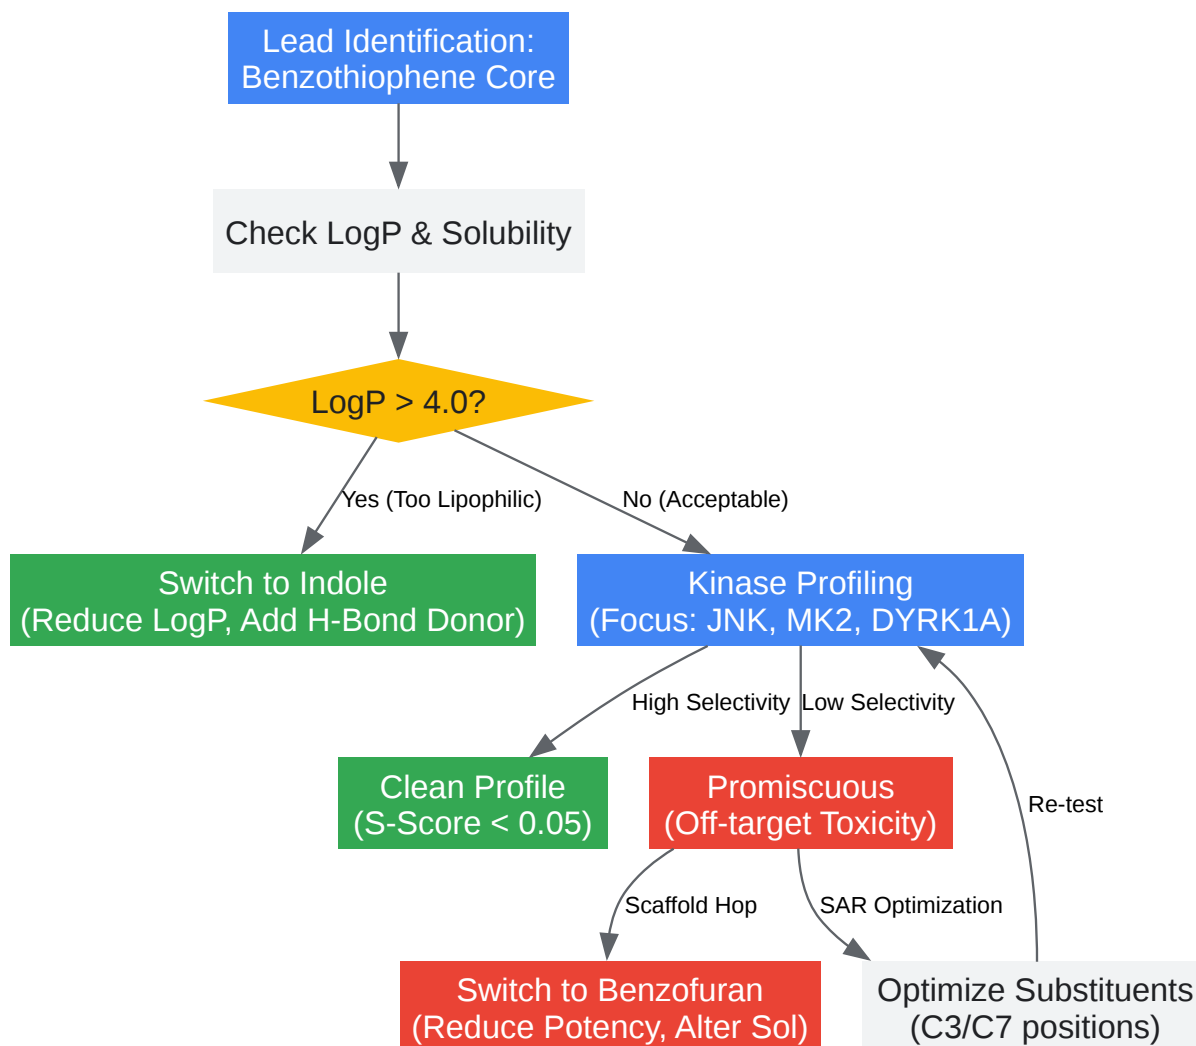 Lead Identification:
Benzothiophene Core
Check LogP & Solubility
LogP > 4.0?
Yes (Too Lipophilic)
No (Acceptable)
Switch to Indole
(Reduce LogP, Add H-Bond Donor)
Kinase Profiling
(Focus: JNK, MK2, DYRK1A)
High Selectivity
Low Selectivity
Clean Profile
(S-Score < 0.05)
Promiscuous
(Off-target Toxicity)
Re-test
Scaffold Hop
SAR Optimization
Switch to Benzofuran
(Reduce Potency, Alter Sol)
Optimize Substituents
(C3/C7 positions)